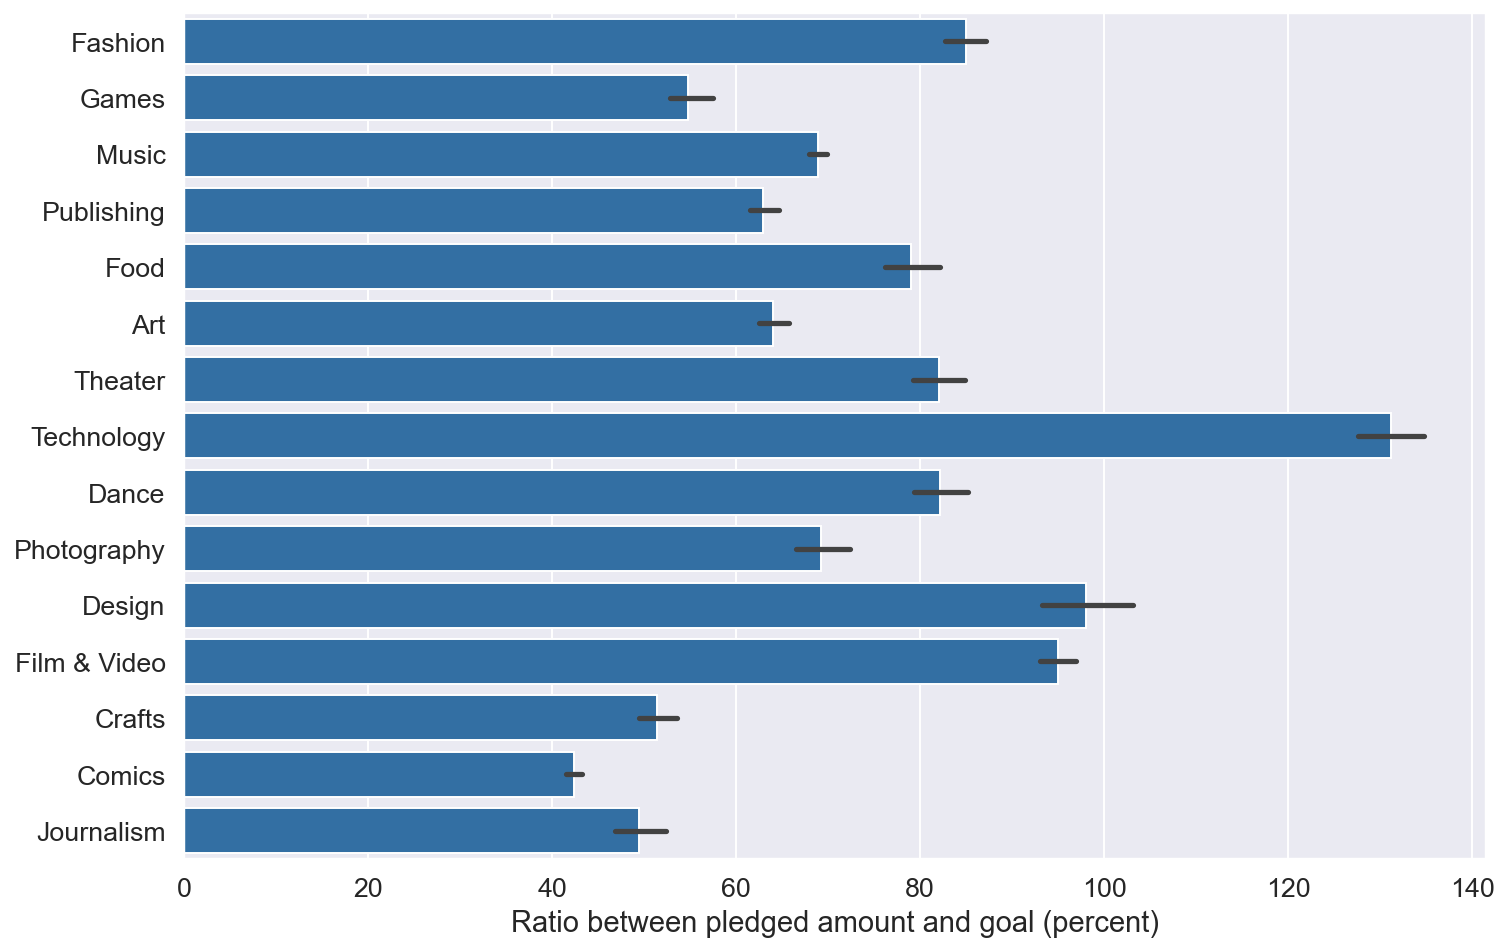 Fashion
Games
Music
Publishing
Food
Art
Theater
Technology
Dance
Photography
Design
Film & Video
Crafts
Comics
Journalism
0 20 40 60 80 100 120 140
Ratio between pledged amount and goal (percent)